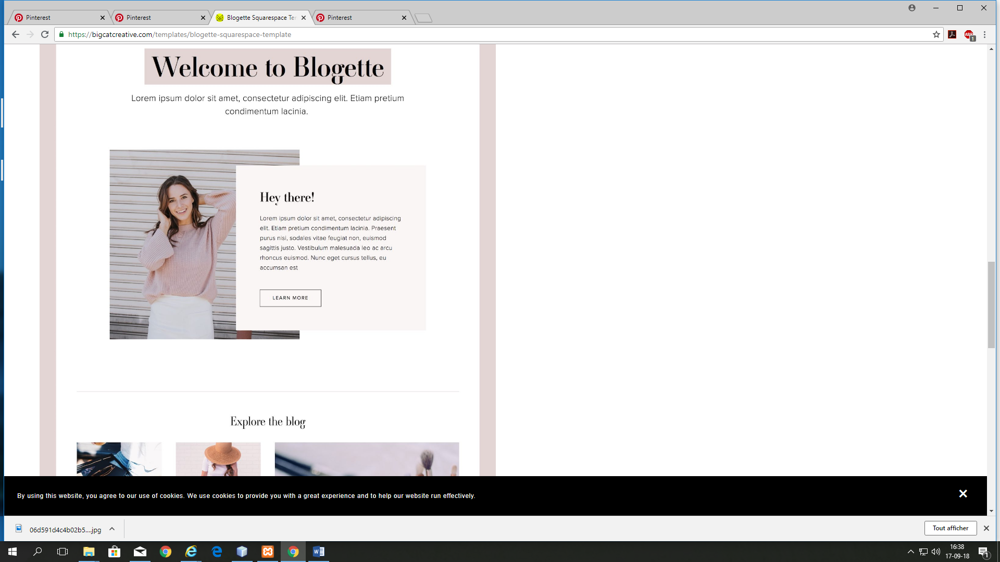 Pinterest
Pinterest
Blogette Squarespace Te
Pinterest
https://bigcatcreative.com/templates/blogette-squarespace-template
ABP
1
Welcome to Blogette
Lorem ipsum dolor sit amet, consectetur adipiscing elit. Etiam pretium
condimentum lacinia.
Hey there!
Lorem ipsum dolor sit amet, consectetur adipiscing
elit. Etiam pretium condimentum lacinia. Praesent
purus nisi, sodales vitae feugiat non, euismod
sagittis justo. Vestibulum malesuada leo ac arcu
rhoncus euismod. Nunc eget cursus tellus, eu
accumsan est
LEARN MORE
Explore the blog
By using this website, you agree to our use of cookies. We use cookies to provide you with a great experience and to help our website run effectively.
06d591d4c4b02b5....jpg
Tout afficher
16:38
17-09-18
1